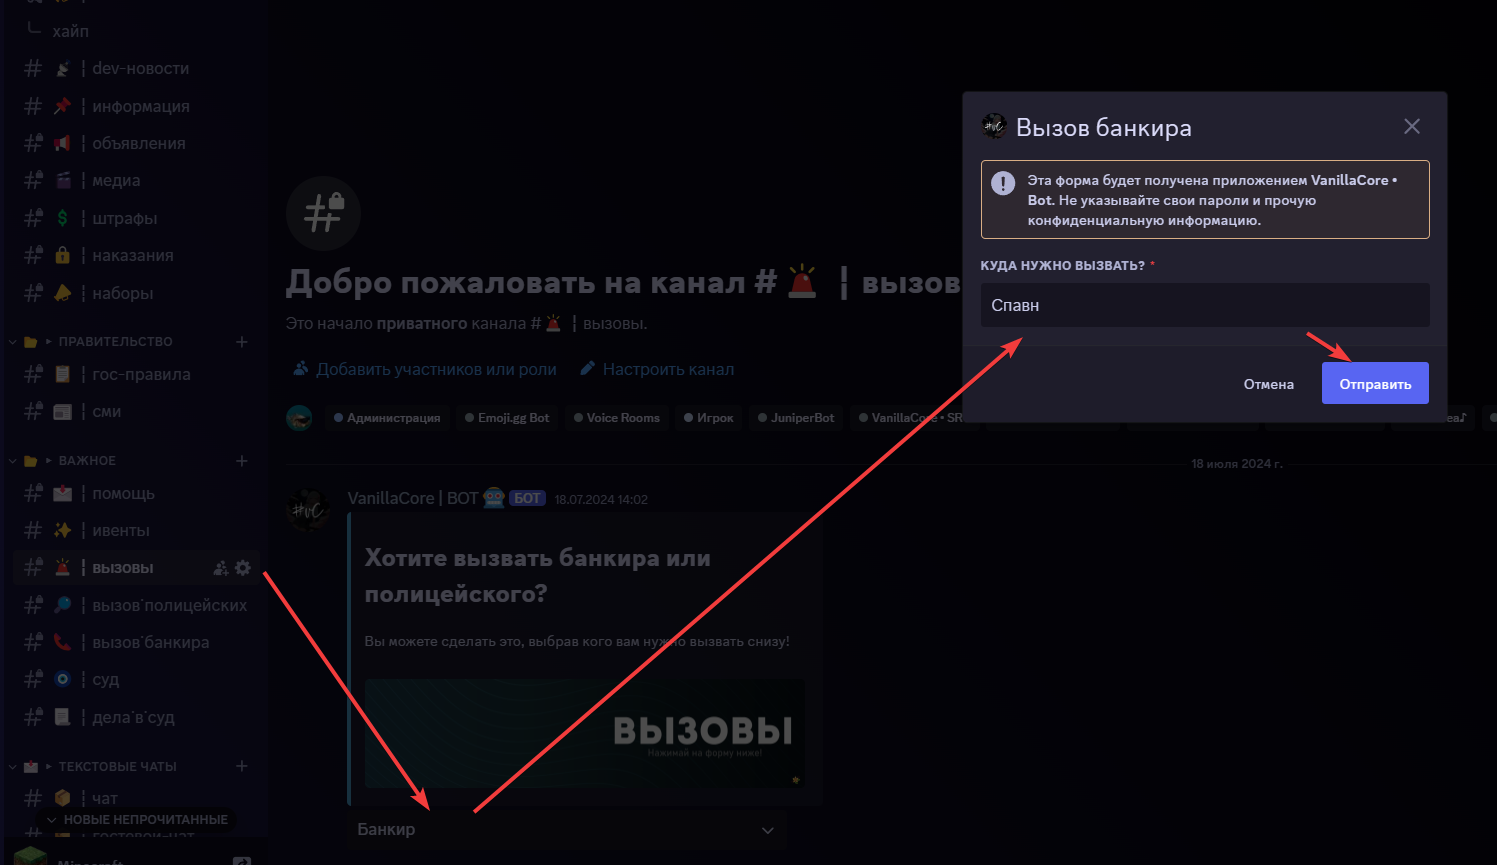 хайп
# ¦ dev-новости
# ¦ информация
# ¦ объявления
# ¦ медиа
# $ ¦ штрафы
# ¦ наказания
# ¦ наборы
ПРАВИТЕЛЬСТВО +
# ¦ гос-правила
# ¦ сми
ВАЖНОЕ +
# ¦ помощь
# ¦ ивенты
# ¦ вызовы
# ¦ вызов'полицейских
# ¦ вызов'банкира
# ¦ суд
# ¦ дела'в'суд
ТЕКСТОВЫЕ ЧАТЫ +
# ¦ чат
НОВЫЕ НЕПРОЧИТАННЫЕ
Minecraft
Добро пожаловать на канал # ¦ вызов
Это начало приватного канала # ¦ вызовы.
Добавить участников или роли
Настроить канал
Администрация
Emoji.gg Bot
Voice Rooms
Игрок
JuniperBot
VanillaCore • SR
18 июля 2024 г.
VanillaCore | BOT БОТ 18.07.2024 14:02
#VC
Хотите вызвать банкира или
полицейского?
Вы можете сделать это, выбрав кого вам нужно вызвать снизу!
ВЫЗОВЫ
Нажимай на форму ниже!
Банкир
#VC Вызов банкира
Эта форма будет получена приложением VanillaCore •
Bot. Не указывайте свои пароли и прочую
конфиденциальную информацию.
КУДА НУЖНО ВЫЗВАТЬ? *
Спавн
Отмена
Отправить